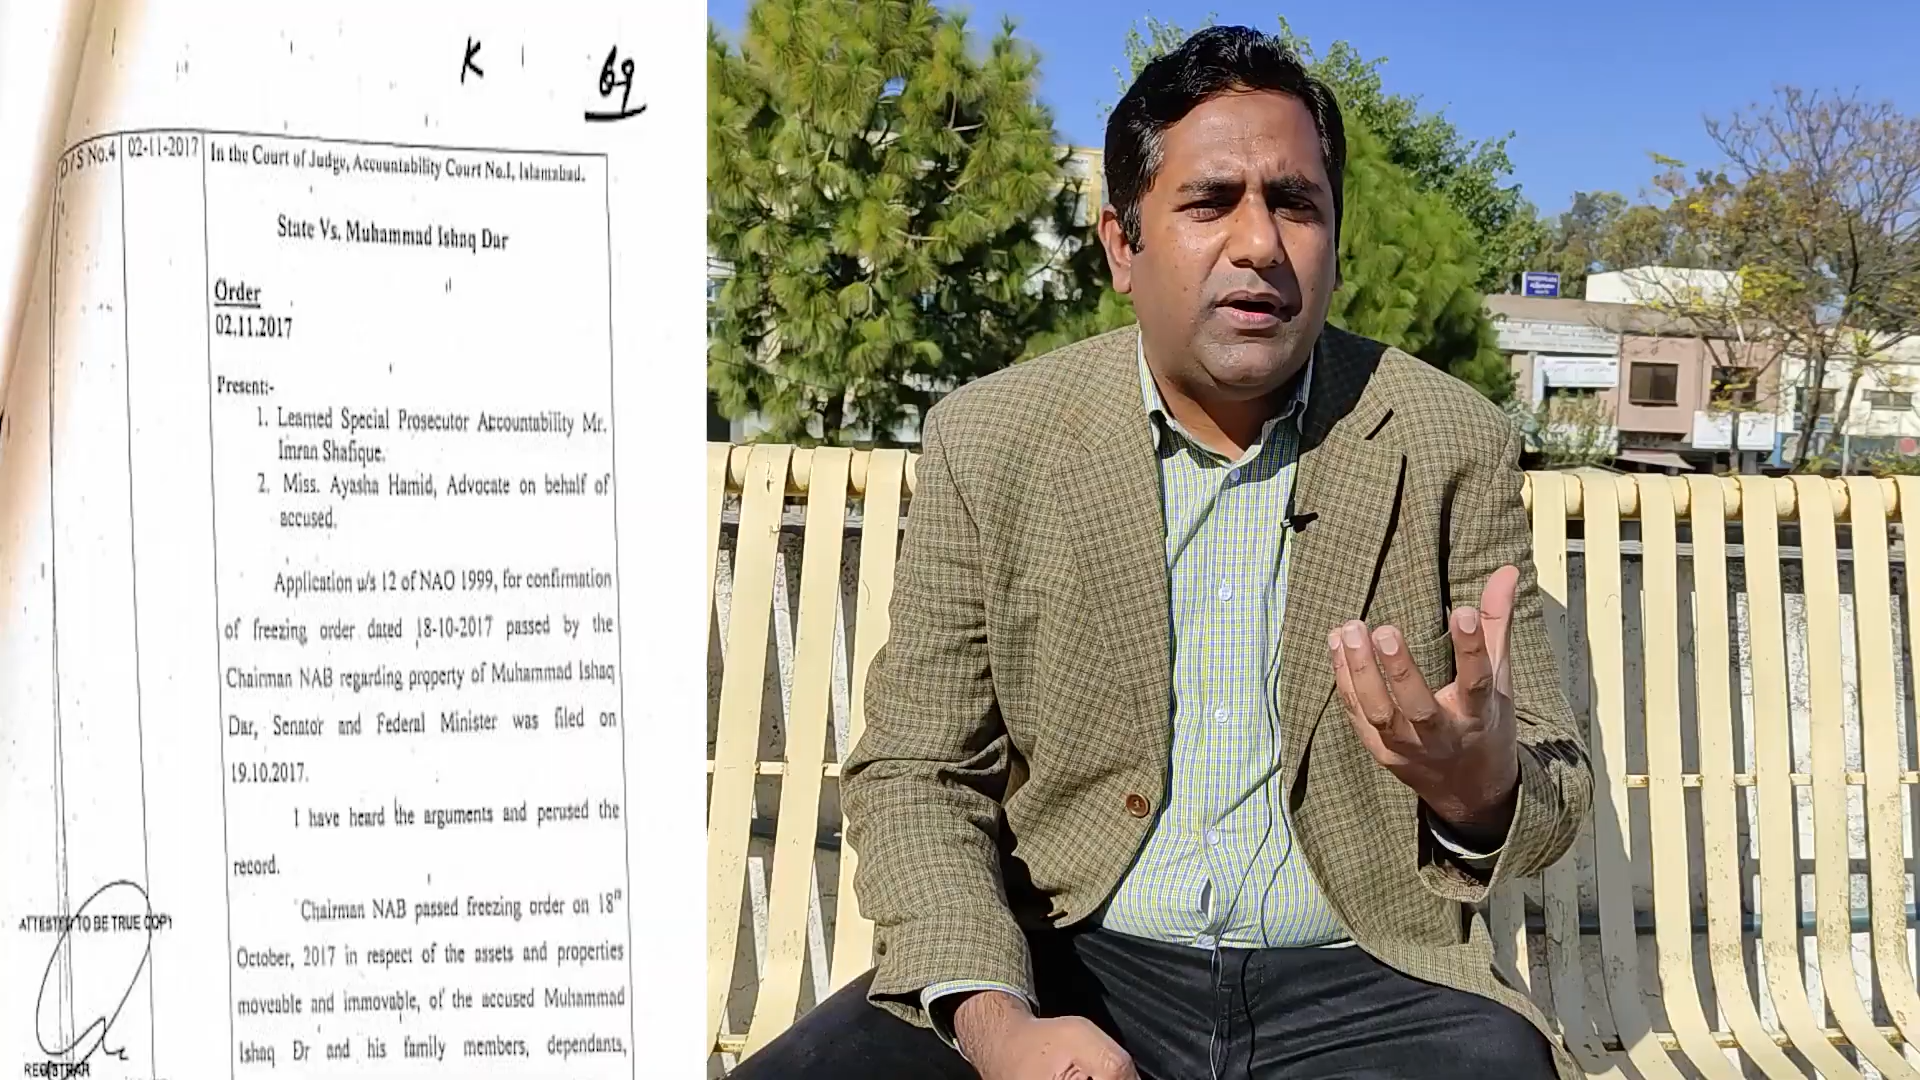 K 69
D / S No.4 02-11-2017 In the Court of Judge, Accountability Court No.I, Islamabad.
State Vs. Muhammad Ishaq Dar
Order
02.11.2017
Present:-
1. Learned Special Prosecutor Accountability Mr.
Imran Shafique.
2. Miss. Ayasha Hamid, Advocate on behalf of
accused.
Application u/s 12 of NAO 1999, for confirmation
of freezing order dated 18-10-2017 passed by the
Chairman NAB regarding property of Muhammad Ishaq
Dar, Senator and Federal Minister was filed on
19.10.2017.
I have heard the arguments and perused the
record.
Chairman NAB passed freezing order on 18th
October, 2017 in respect of the assets and properties
moveable and immovable, of the accused Muhammad
Ishaq Dr and his family members, dependants,
ATTESTED TO BE TRUE COPY
REGISTRAR